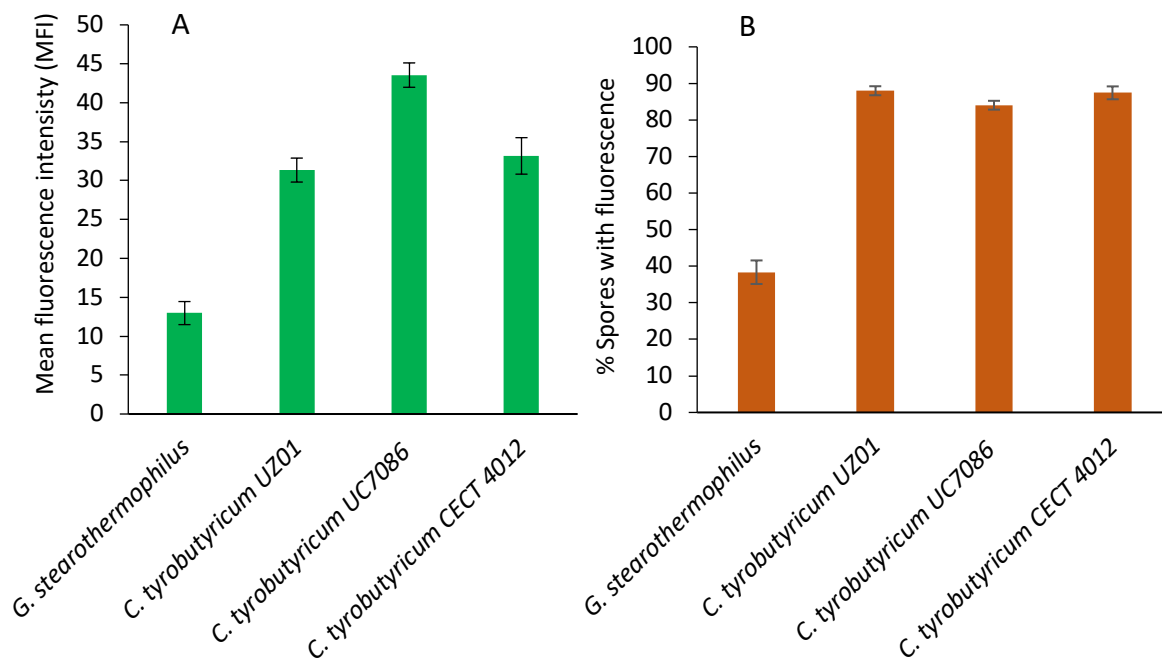 A
Mean fluorescence intensisty (MFI)
50
45
40
35
30
25
20
15
10
5
0
G. stearothermophilus
C. tyrobutyricum UZ01
C. tyrobutyricum UC7086
C. tyrobutyricum CECT 4012
B
% Spores with fluorescence
100
90
80
70
60
50
40
30
20
10
0
G. stearothermophilus
C. tyrobutyricum UZ01
C. tyrobutyricum UC7086
C. tyrobutyricum CECT 4012